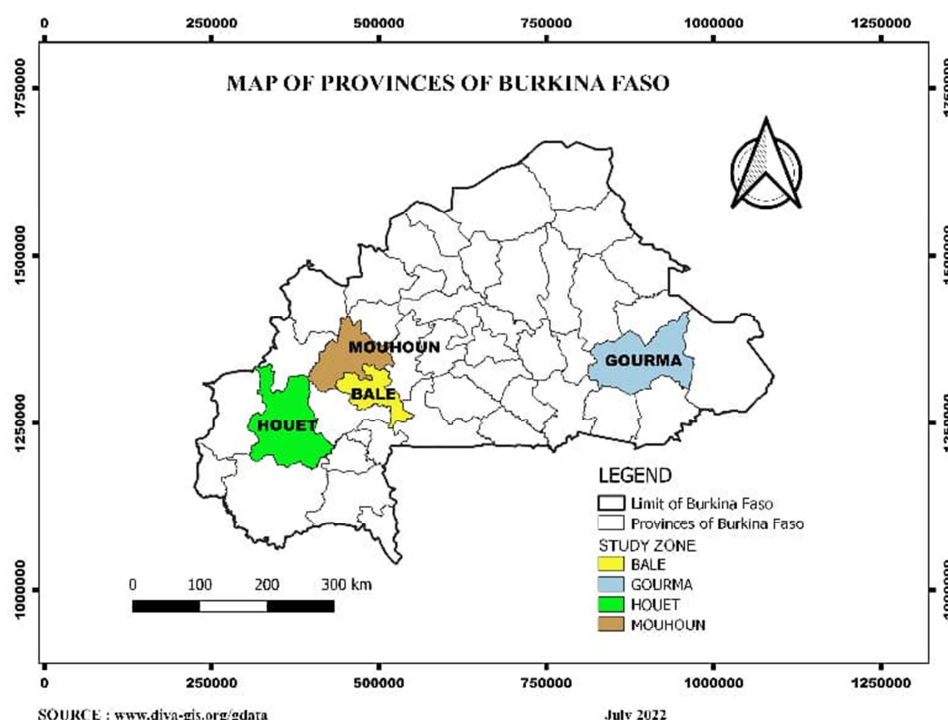 0 250000 500000 750000 1000000 1250000
MAP OF PROVINCES OF BURKINA FASO
1750000
1500000
1250000
1000000
MOUHOUN
GOURMA
BALE
HOUET
LEGEND
Limit of Burkina Faso
Provinces of Burkina Faso
STUDY ZONE
BALE
GOURMA
HOUET
MOUHOUN
0 100 200 300 km
0 250000 500000 750000 1000000 1250000
SOURCE : www.diva-gis.org/gdata
July 2022